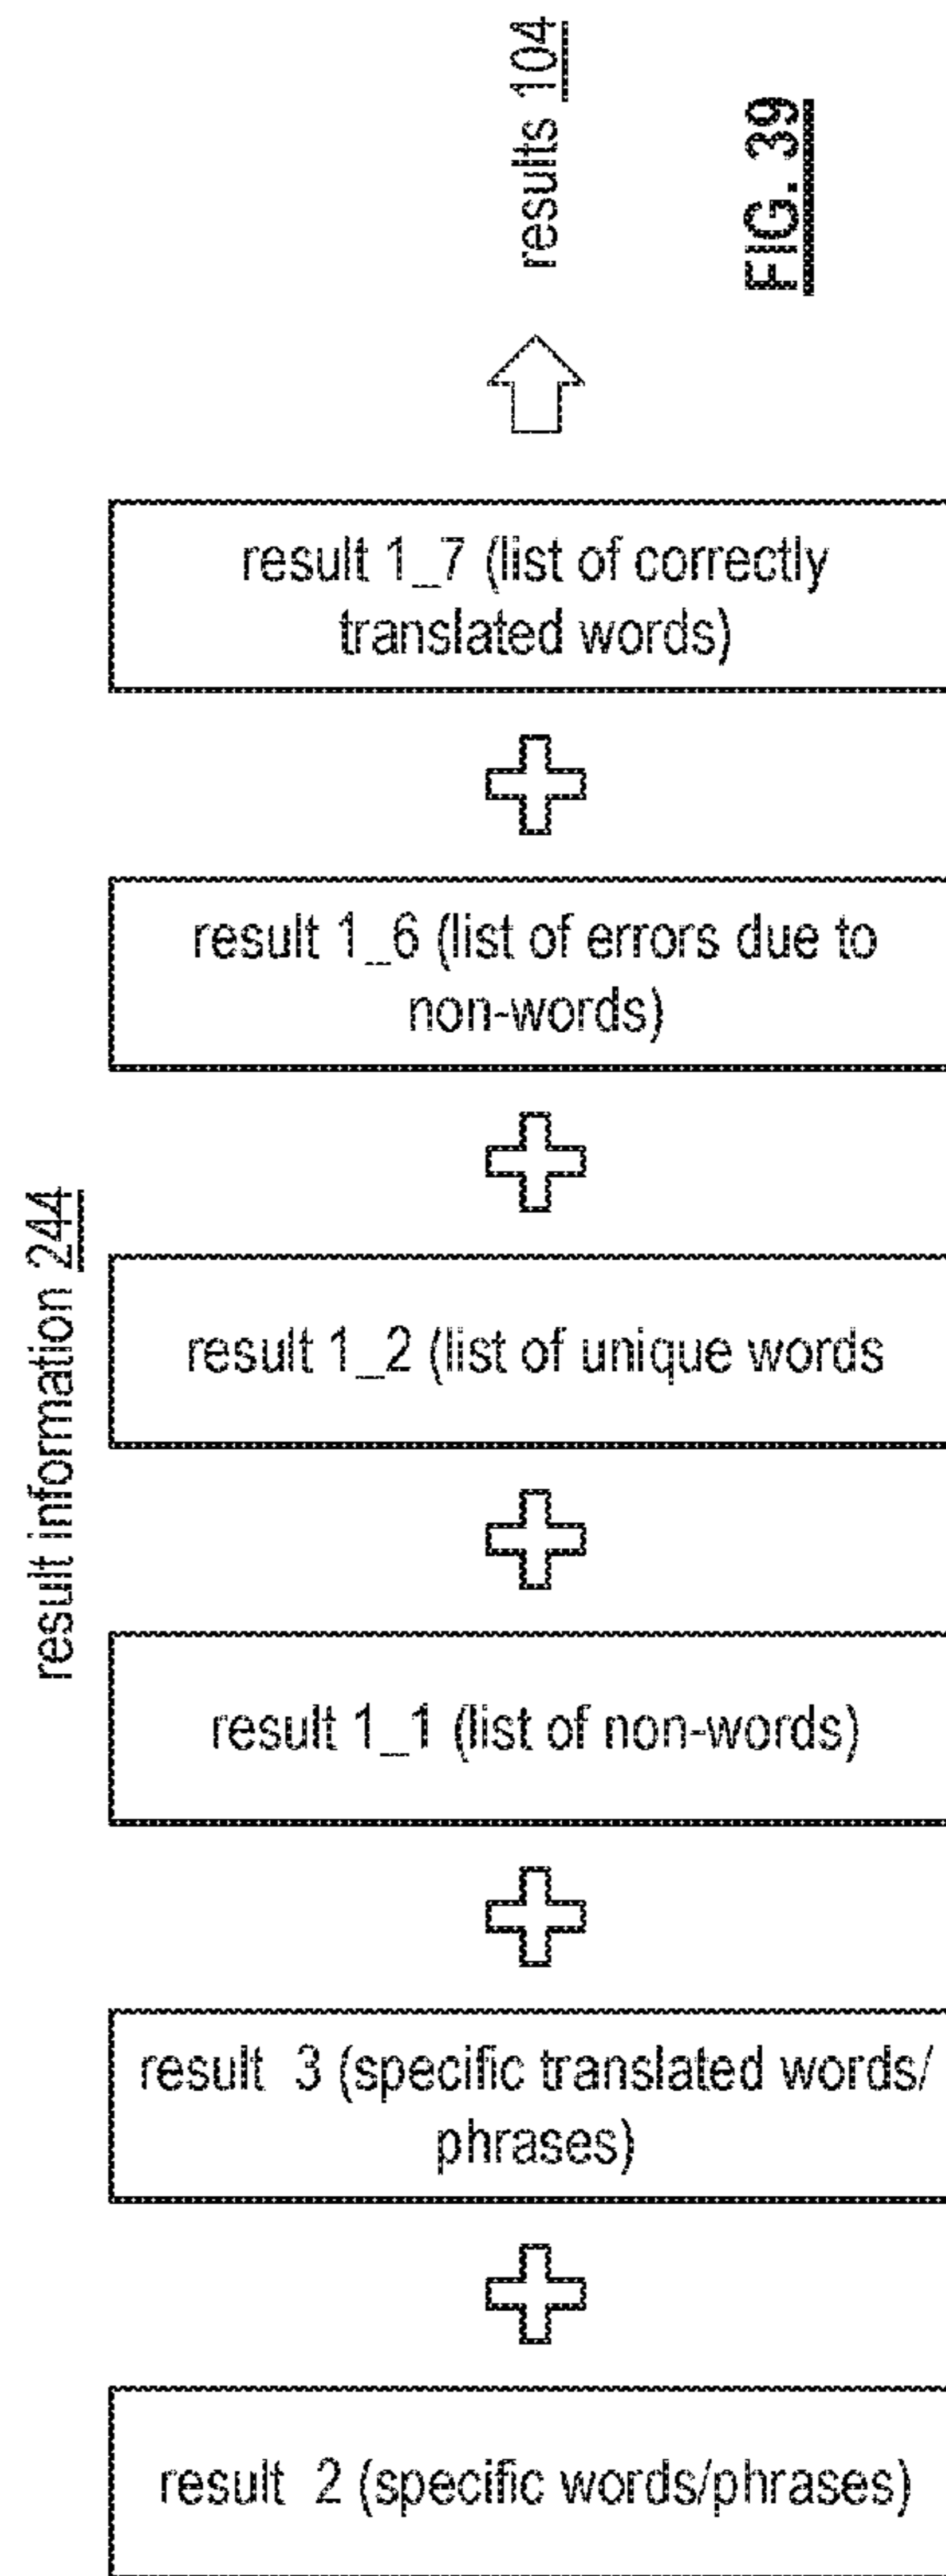 results 104
FIG. 39
result 1_7 (list of correctly
translated words)
result 1_6 (list of errors due to
non-words)
result information 244
result 1_2 (list of unique words
result 1_1 (list of non-words)
result 3 (specific translated words/
phrases)
result 2 (specific words/phrases)